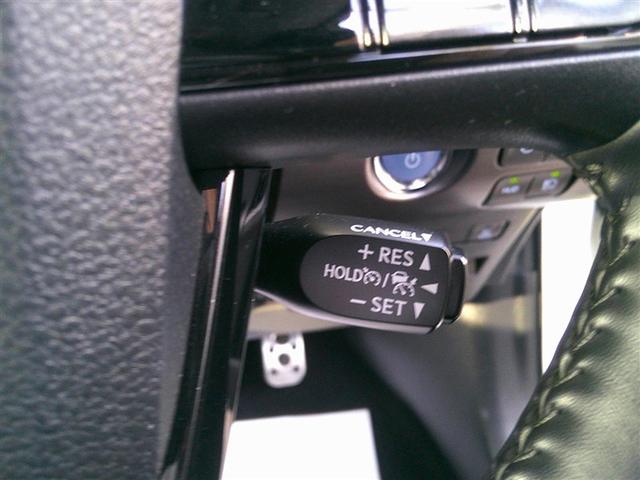 CANCEL
+ RES
HOLD /
− SET